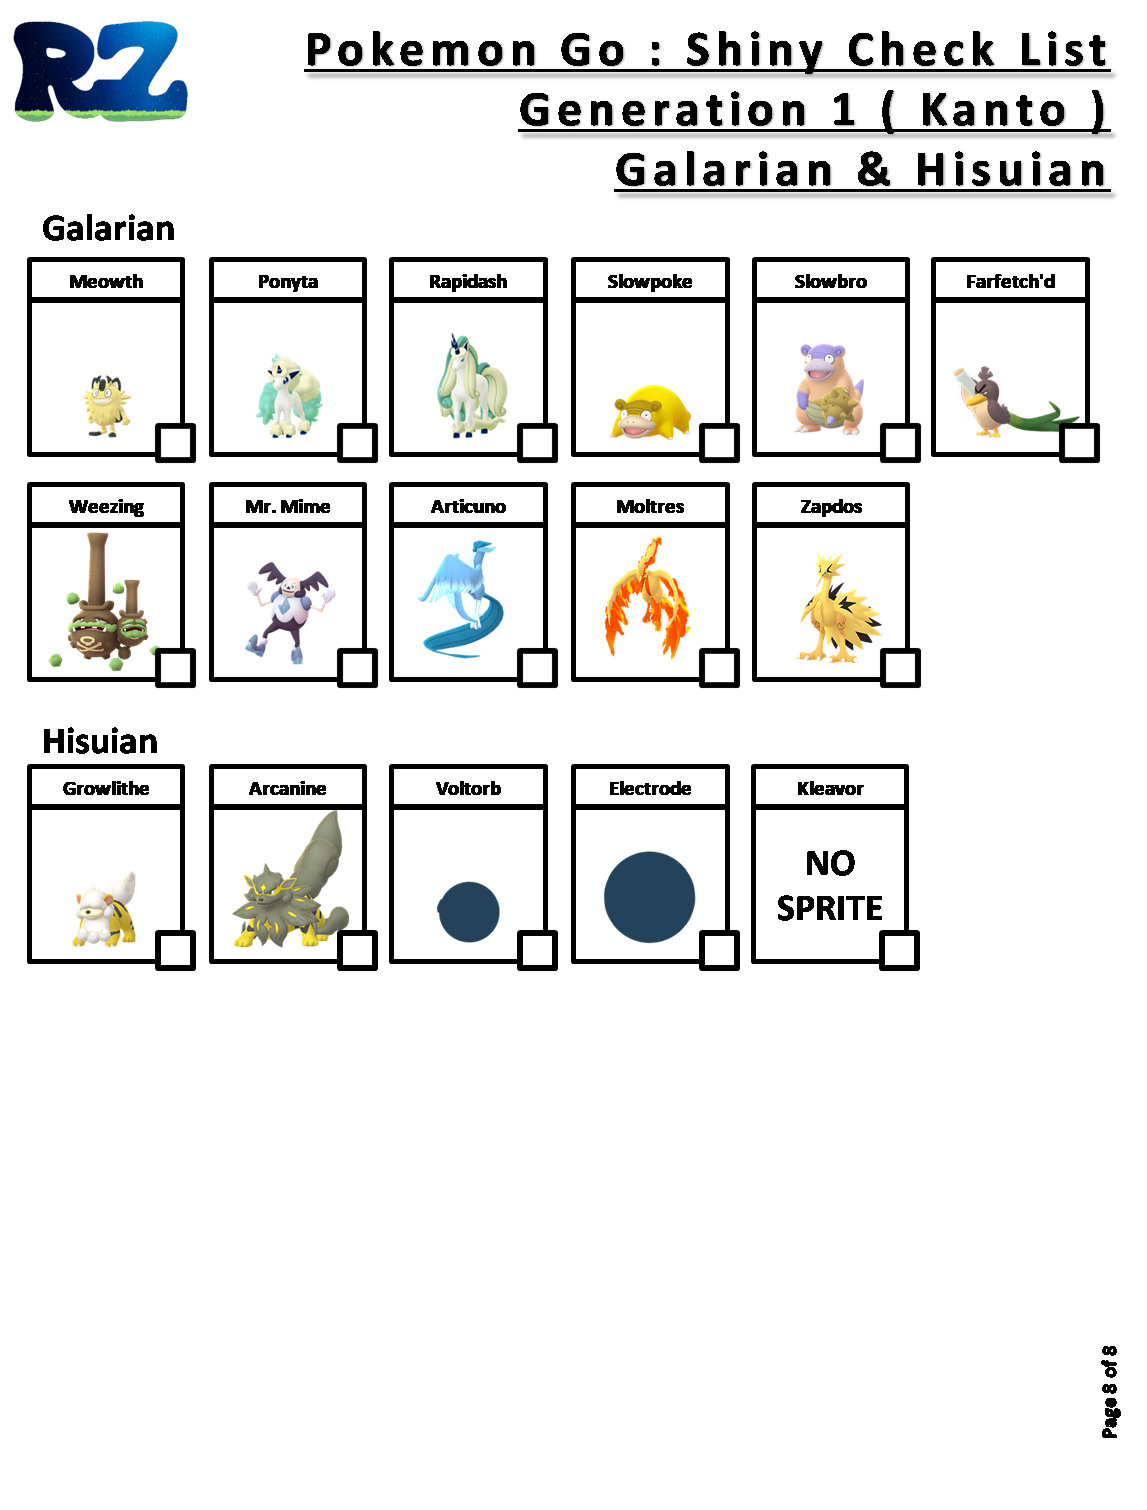 RZ
Pokemon Go : Shiny Check List
Generation 1 ( Kanto )
Galarian & Hisuian
Galarian
Meowth
Ponyta
Rapidash
Slowpoke
Slowbro
Farfetch'd
Weezing
Mr. Mime
Articuno
Moltres
Zapdos
Hisuian
Growlithe
Arcanine
Voltorb
Electrode
Kleavor
NO
SPRITE
Page 8 of 8